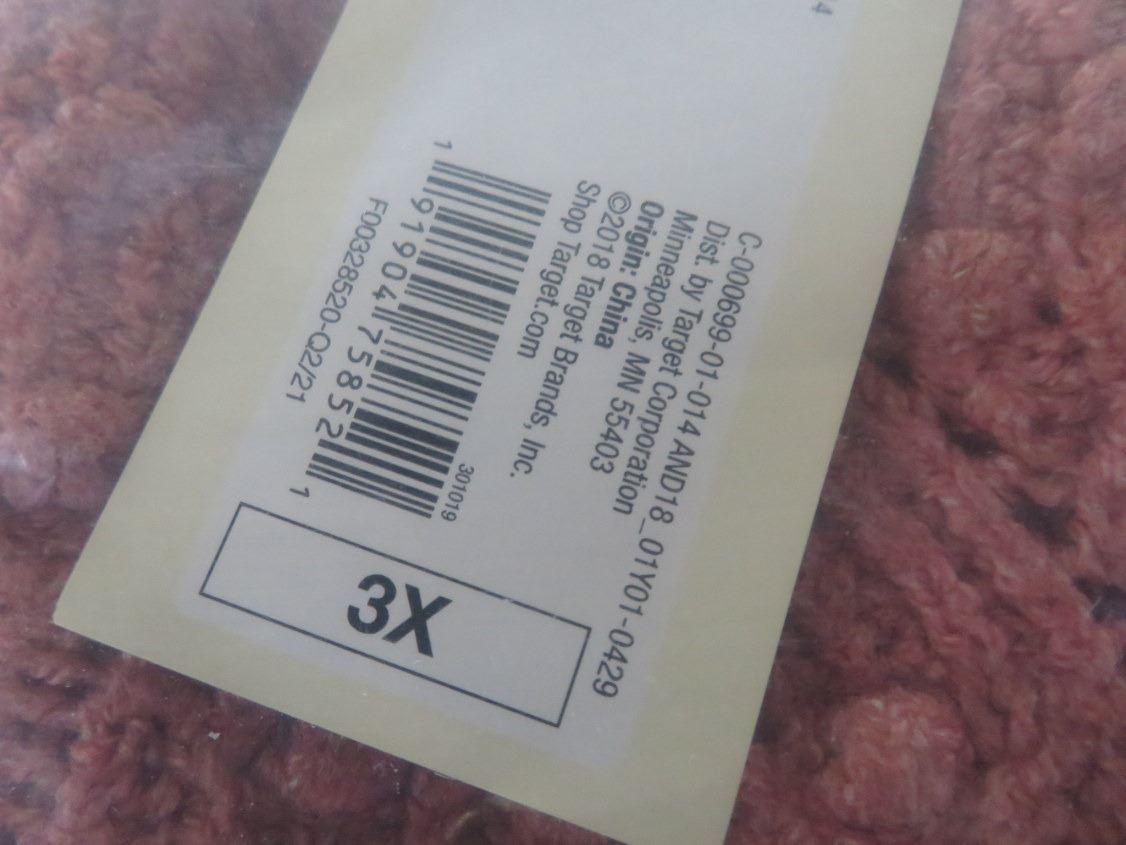 4
C-000699-01-014 AND18_01Y01-0429
Dist. by Target Corporation
Minneapolis, MN 55403
Origin: China
©2018 Target Brands, Inc.
Shop Target.com
301019
1 91904 75852 1
F00328520-Q2/21
3X